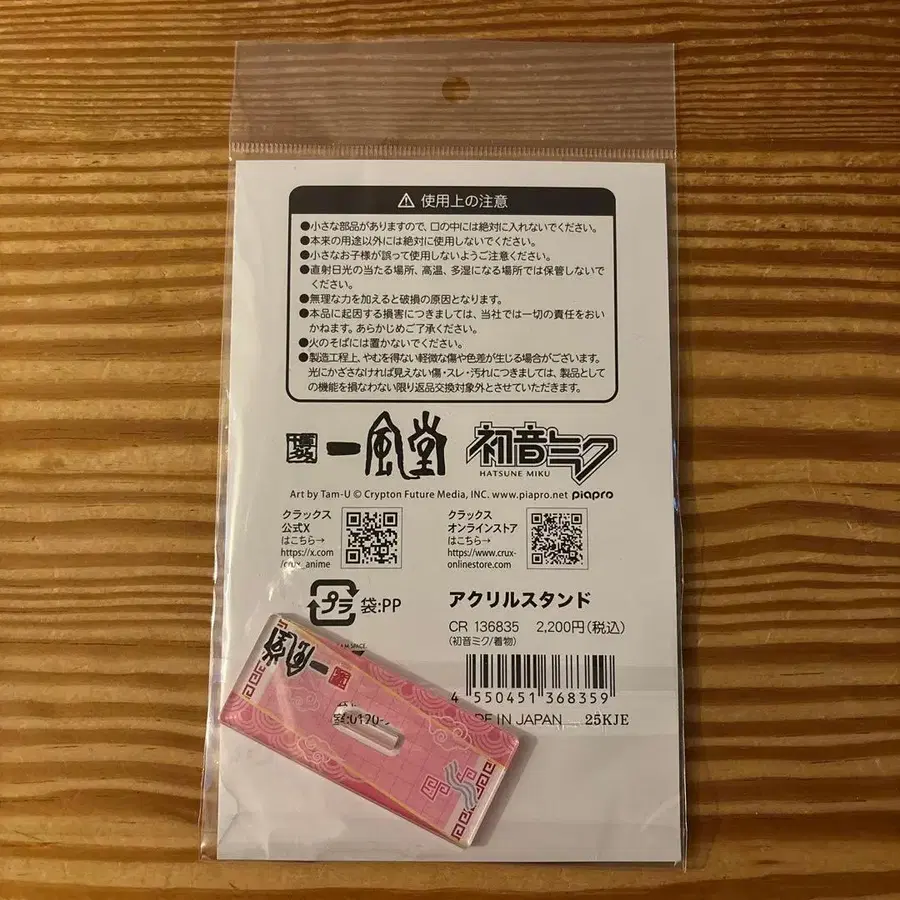 ⚠ 使用上の注意
●小さな部品がありますので、口の中には絶対に入れないでください。
●本来の用途以外には絶対に使用しないでください。
●小さなお子様が誤って使用しないようご注意ください。
●直射日光の当たる場所、高温、多湿になる場所では保管しないで
ください。
●無理な力を加えると破損の原因となります。
●本品に起因する損害につきましては、当社では一切の責任をおい
かねます。あらかじめご了承ください。
●火のそばには置かないでください。
●製造工程上、やむを得ない軽微な傷や色差が生じる場合がございます。
光にかざさなければ見えない傷・スレ・汚れにつきましては、製品として
の機能を損なわない限り返品交換対象外とさせていただきます。
博多 一風堂 初音ミク
HATSUNE MIKU
Art by Tam-U © Crypton Future Media, INC. www.piapro.net piapro
クラックス
公式X
はこちら→
https://x.com
/crux_anime
クラックス
オンラインストア
はこちら→
https://www.crux-
onlinestore.com
プラ 袋:PP
アクリルスタンド
CR 136835 2,200円(税込)
(初音ミク/着物)
4 550451 368359
IN JAPAN 25KJE
SPACE
一風堂
博多